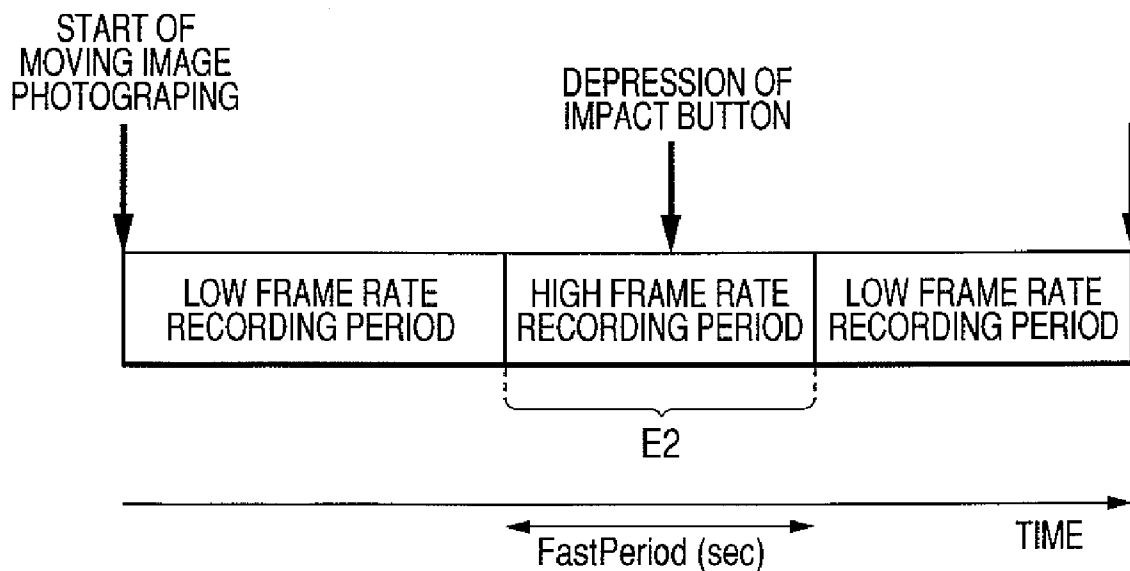 START OF
MOVING IMAGE
PHOTOGRAPING
DEPRESSION OF
IMPACT BUTTON
LOW FRAME RATE
RECORDING PERIOD
HIGH FRAME RATE
RECORDING PERIOD
LOW FRAME RATE
RECORDING PERIOD
E2
TIME
FastPeriod (sec)